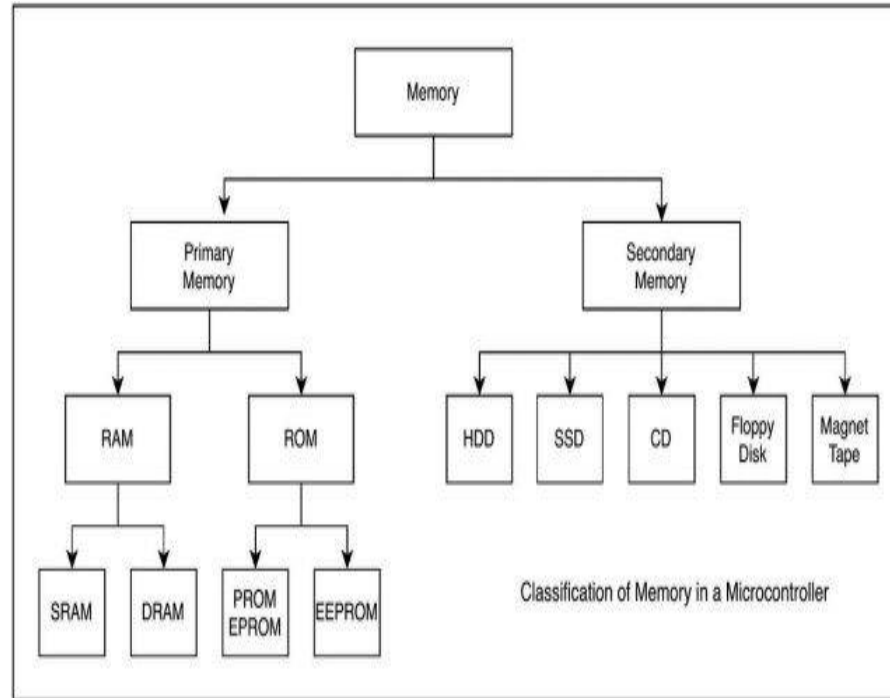 Memory
Primary
Memory
Secondary
Memory
RAM
ROM
HDD
SSD
CD
Floppy
Disk
Magnet
Tape
SRAM
DRAM
PROM
EPROM
EEPROM
Classification of Memory in a Microcontroller